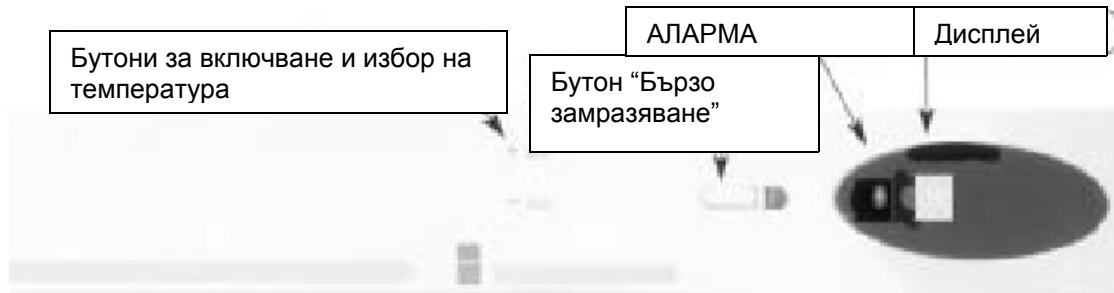 АЛАРМА
Дисплей
Бутони за включване и избор на
температура
Бутон “Бързо
замразяване”